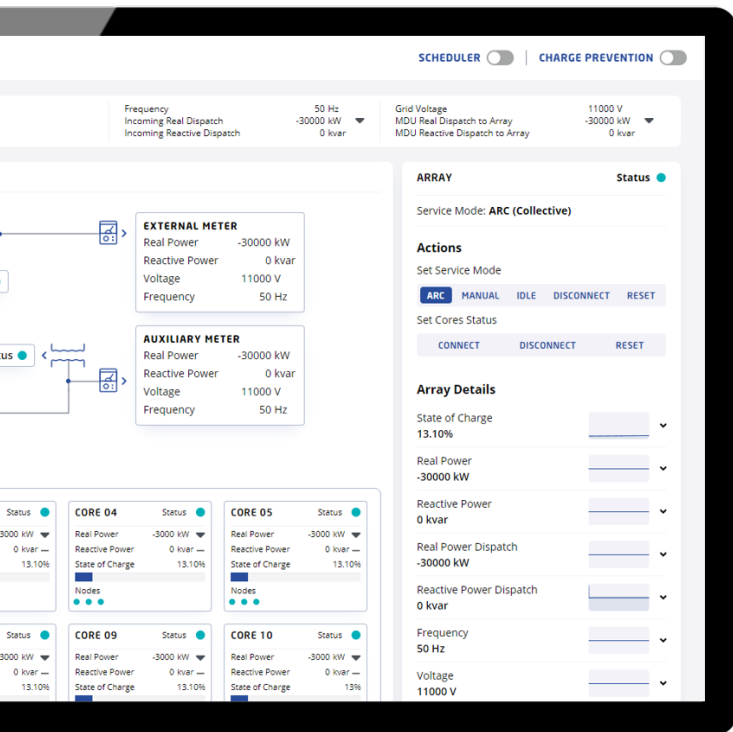 SCHEDULER | CHARGE PREVENTION
Frequency 50 Hz
Incoming Real Dispatch -30000 kW
Incoming Reactive Dispatch 0 kvar
Grid Voltage 11000 V
MDU Real Dispatch to Array -30000 kW
MDU Reactive Dispatch to Array 0 kvar
EXTERNAL METER
Real Power -30000 kW
Reactive Power 0 kvar
Voltage 11000 V
Frequency 50 Hz
AUXILIARY METER
Real Power -30000 kW
Reactive Power 0 kvar
Voltage 11000 V
Frequency 50 Hz
tus
Status
3000 kW
0 kvar
13.10%
CORE 04 Status
Real Power -3000 kW
Reactive Power 0 kvar
State of Charge 13.10%
Nodes
CORE 05 Status
Real Power -3000 kW
Reactive Power 0 kvar
State of Charge 13.10%
Nodes
Status
3000 kW
0 kvar
13.10%
CORE 09 Status
Real Power -3000 kW
Reactive Power 0 kvar
State of Charge 13.10%
CORE 10 Status
Real Power -3000 kW
Reactive Power 0 kvar
State of Charge 13%
ARRAY Status
Service Mode: ARC (Collective)
Actions
Set Service Mode
ARC MANUAL IDLE DISCONNECT RESET
Set Cores Status
CONNECT DISCONNECT RESET
Array Details
State of Charge
13.10%
Real Power
-30000 kW
Reactive Power
0 kvar
Real Power Dispatch
-30000 kW
Reactive Power Dispatch
0 kvar
Frequency
50 Hz
Voltage
11000 V